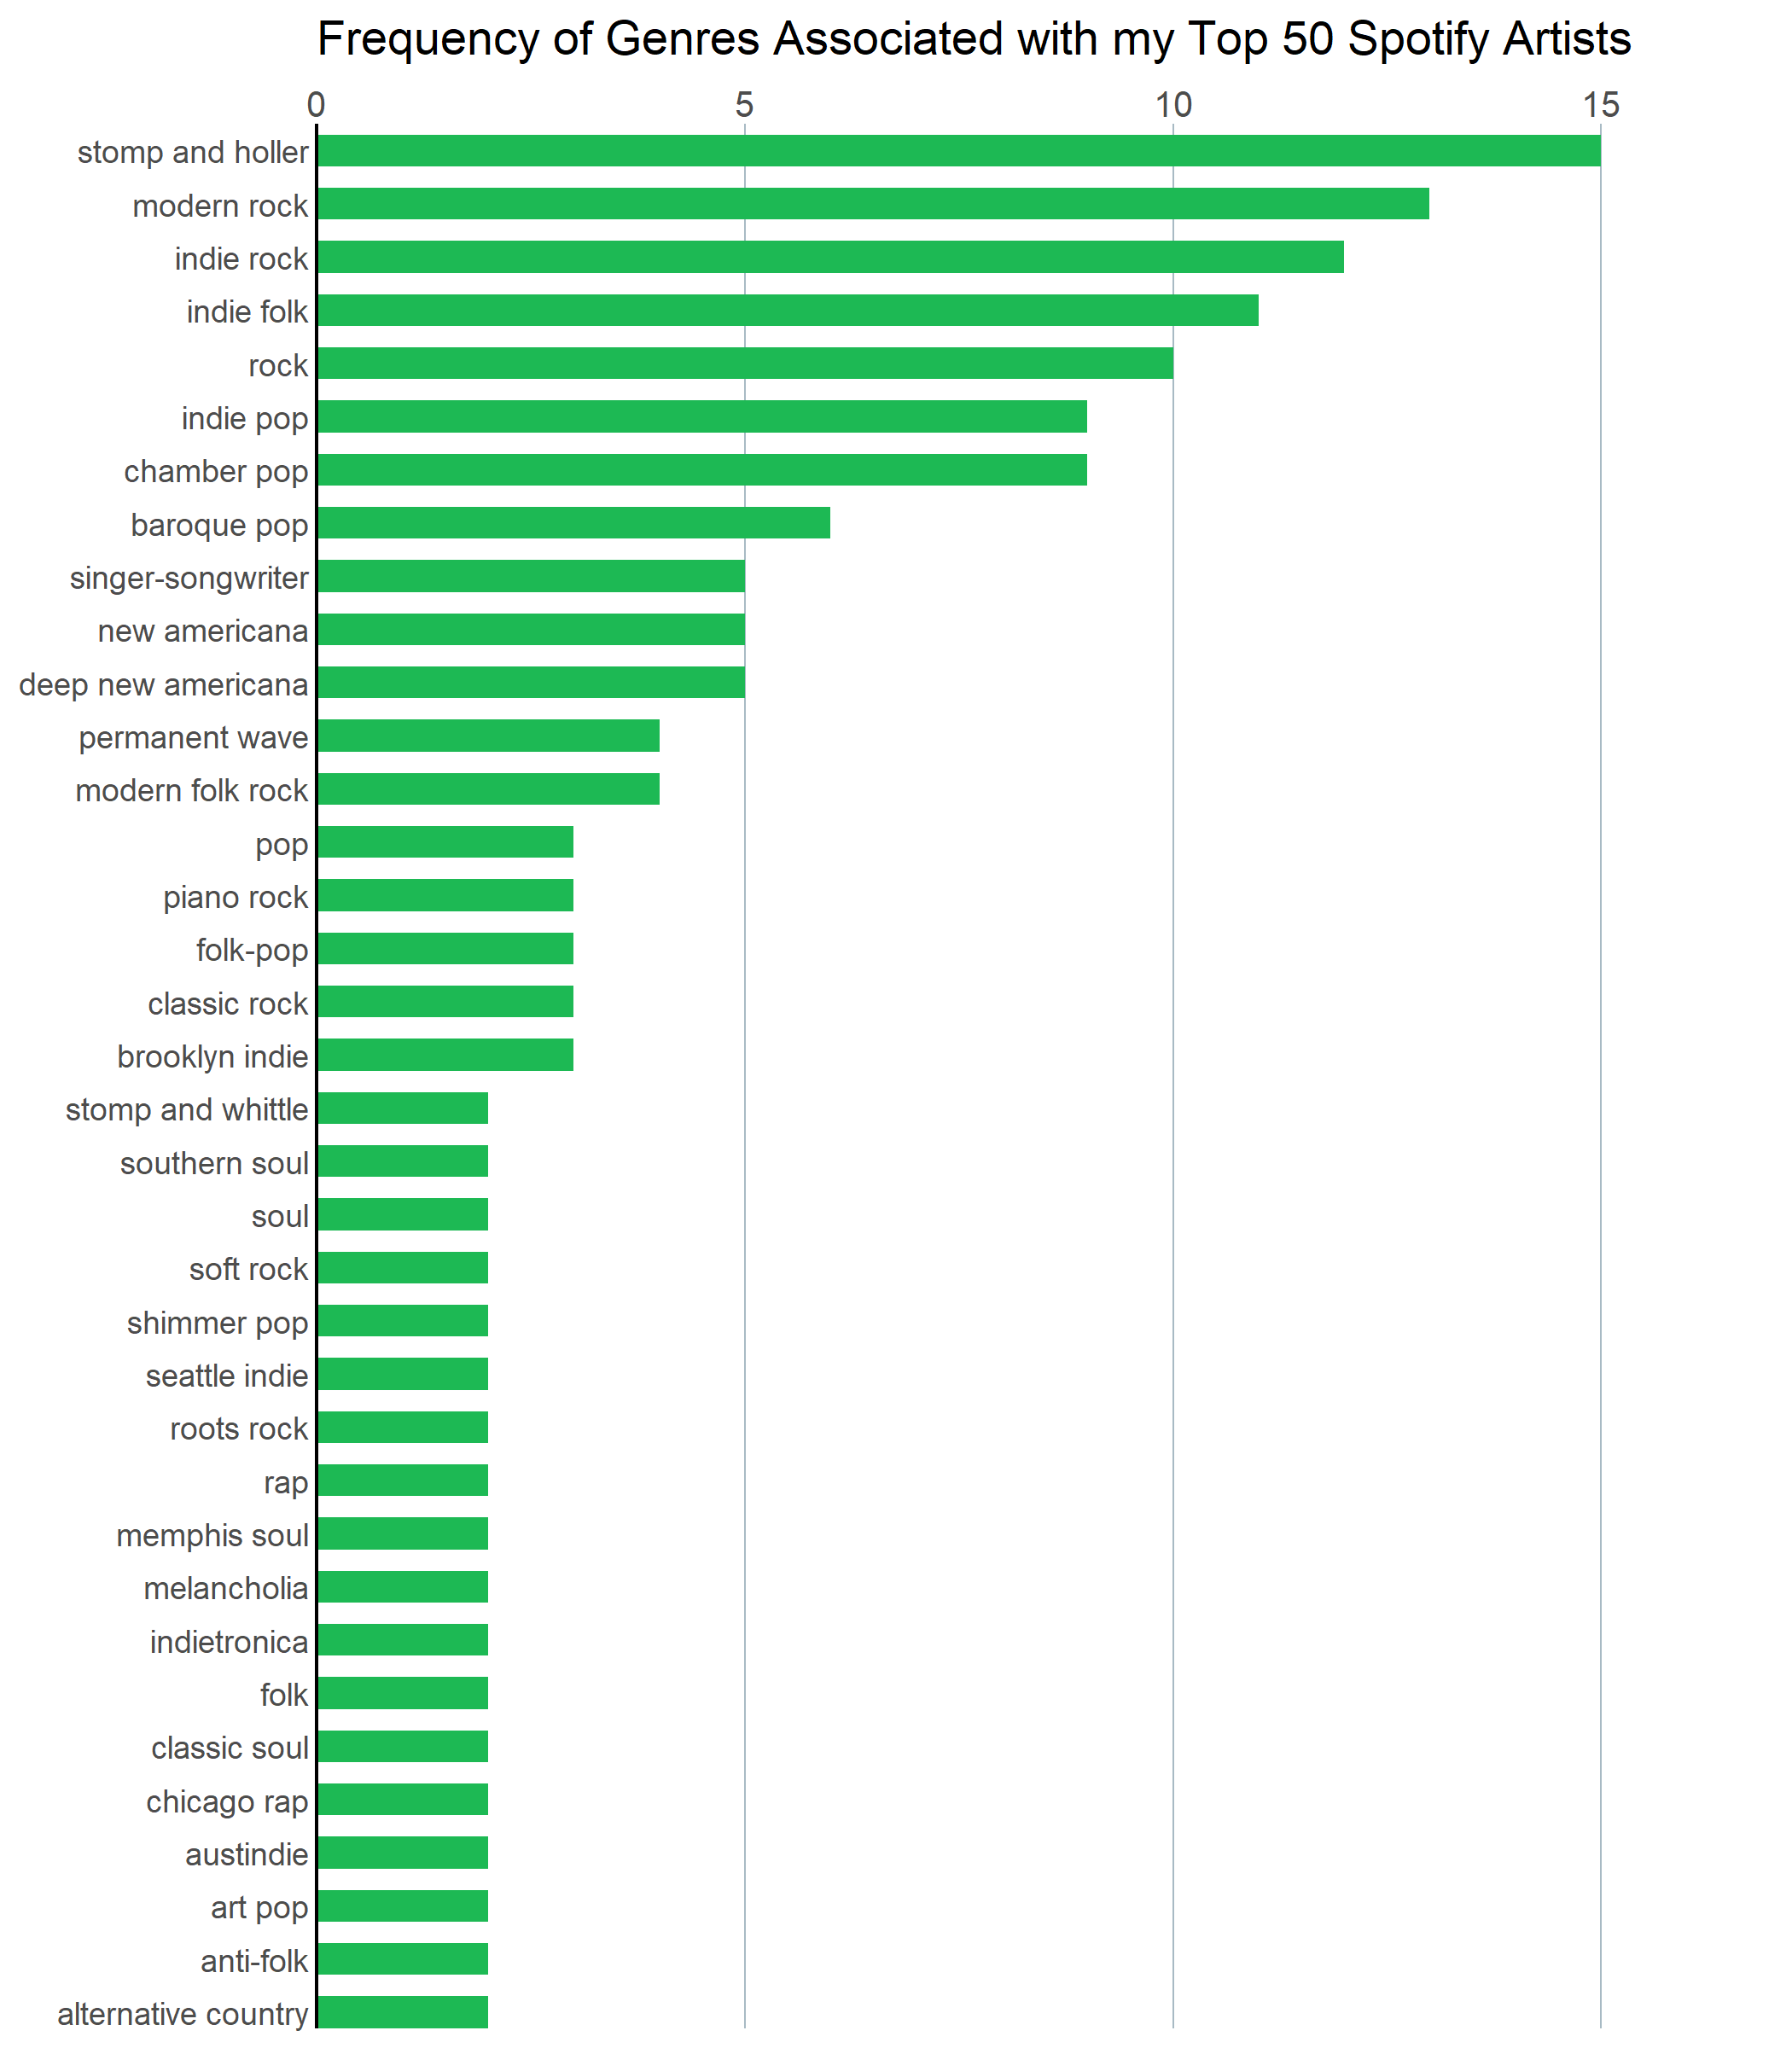 Frequency of Genres Associated with my Top 50 Spotify Artists
0 5 10 15
stomp and holler
modern rock
indie rock
indie folk
rock
indie pop
chamber pop
baroque pop
singer-songwriter
new americana
deep new americana
permanent wave
modern folk rock
pop
piano rock
folk-pop
classic rock
brooklyn indie
stomp and whittle
southern soul
soul
soft rock
shimmer pop
seattle indie
roots rock
rap
memphis soul
melancholia
indietronica
folk
classic soul
chicago rap
austindie
art pop
anti-folk
alternative country